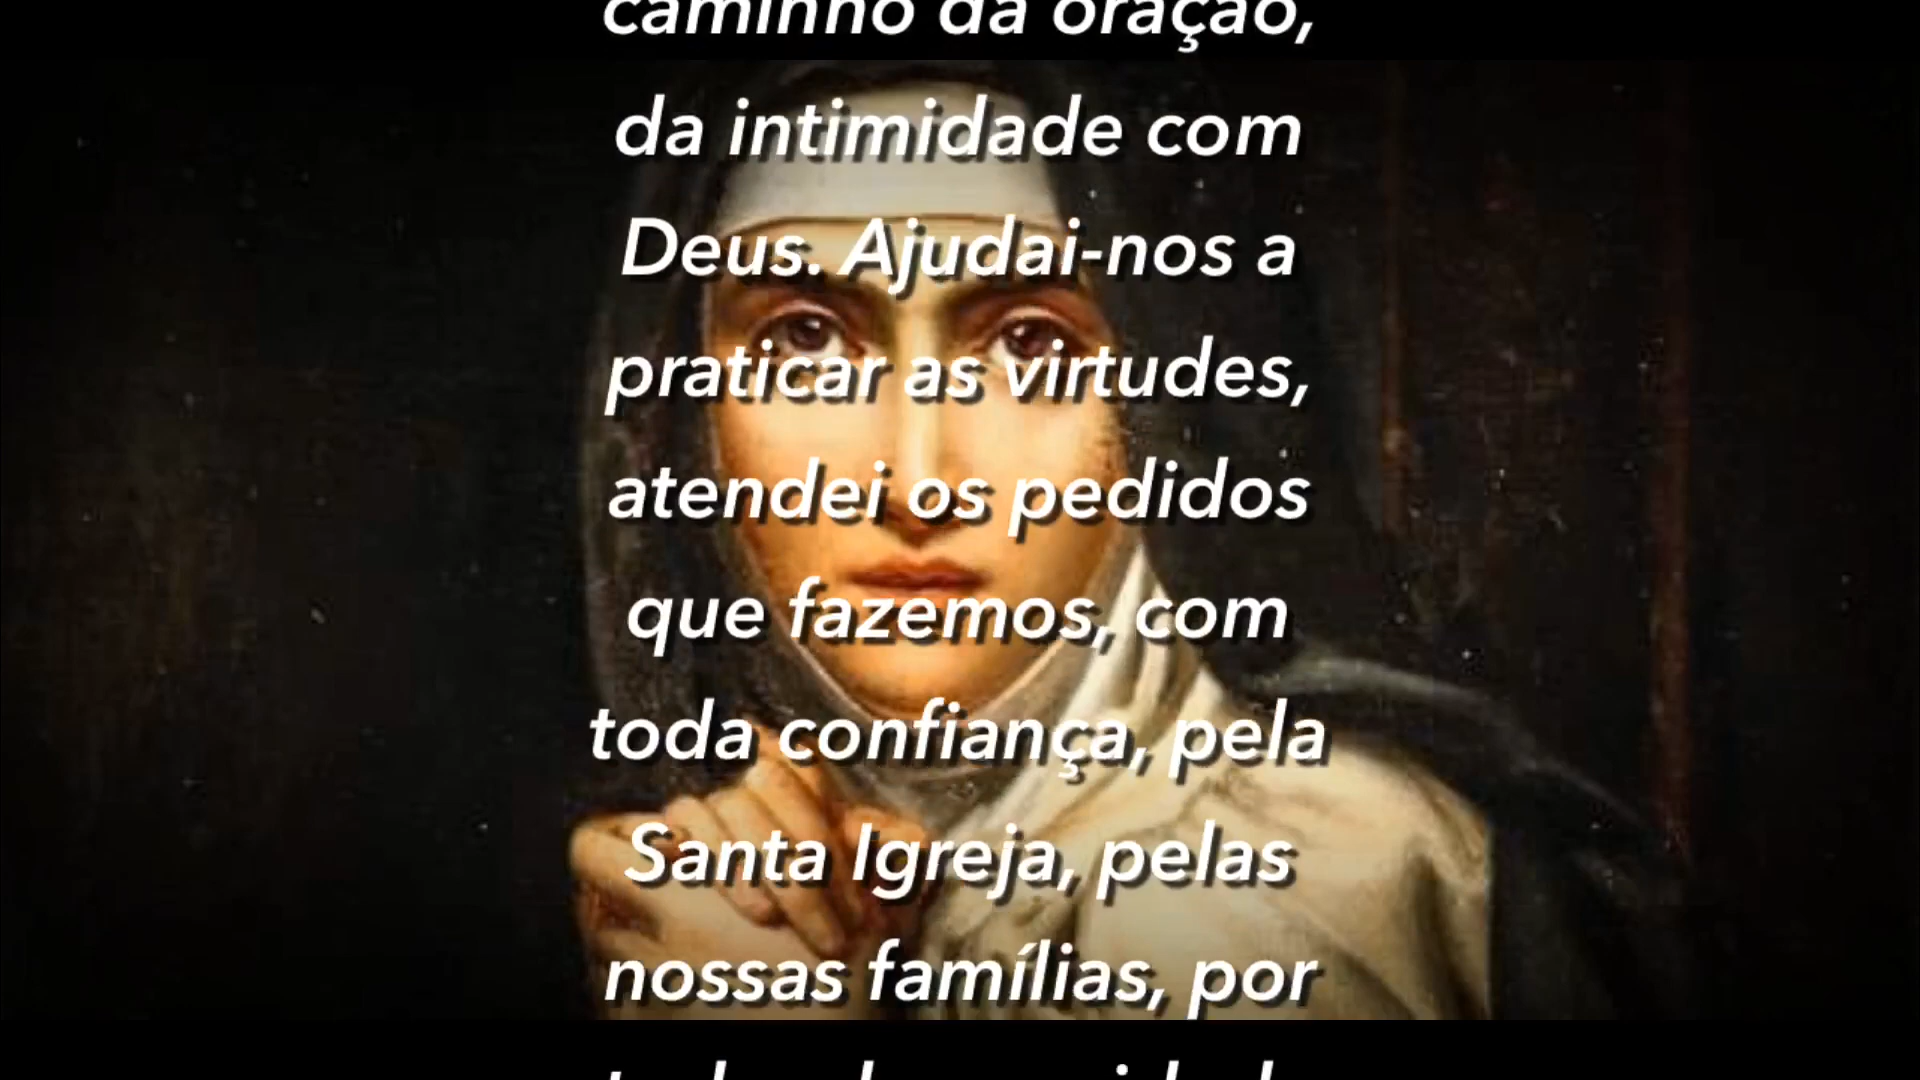 caminho da oração,
da intimidade com
Deus. Ajudai-nos a
praticar as virtudes,
atendei os pedidos
que fazemos, com
toda confiança, pela
Santa Igreja, pelas
nossas famílias, por